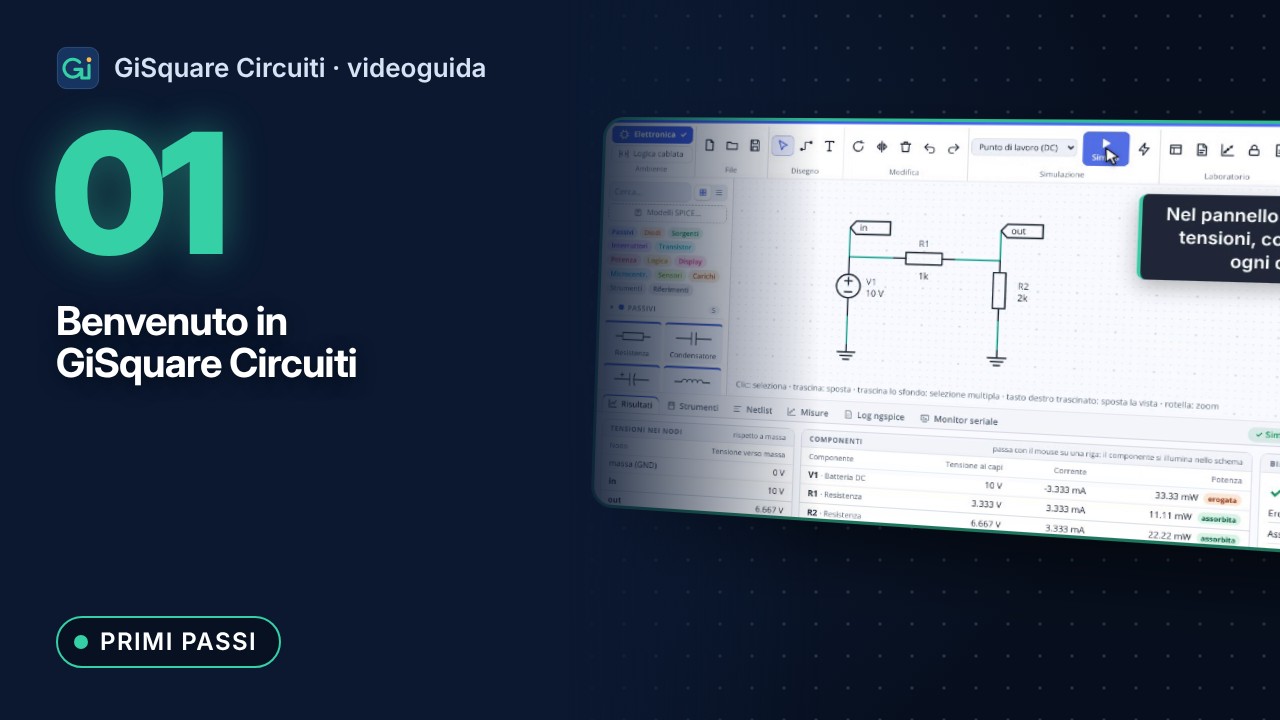 Gi GiSquare Circuiti · videoguida
01
Benvenuto in
GiSquare Circuiti
PRIMI PASSI
Elettronica
Logica cablata
Ambiente
File
Disegno
Modifica
Punto di lavoro (DC)
Simulazione
Laboratorio
Cerca...
Modelli SPICE...
Passivi Diodi Sorgenti
Interruttori Transistor
Potenza Logica Display
Microcontr. Sensori Carichi
Strumenti Riferimenti
PASSIVI 5
Resistenza Condensatore
in
out
R1
1k
V1
10 V
R2
2k
Nel pannello
tensioni, co
ogni c
Clic: seleziona · trascina: sposta · trascina lo sfondo: selezione multipla · tasto destro trascinato: sposta la vista · rotella: zoom
Risultati Strumenti Netlist Misure Log ngspice Monitor seriale
Sim
TENSIONI NEI NODI rispetto a massa
Nodo Tensione verso massa
massa (GND) 0 V
in 10 V
out 6.667 V
COMPONENTI passa con il mouse su una riga: il componente si illumina nello schema
Componente Tensione ai capi Corrente Potenza
V1 · Batteria DC 10 V -3.333 mA 33.33 mW erogata
R1 · Resistenza 3.333 V 3.333 mA 11.11 mW assorbita
R2 · Resistenza 6.667 V 3.333 mA 22.22 mW assorbita